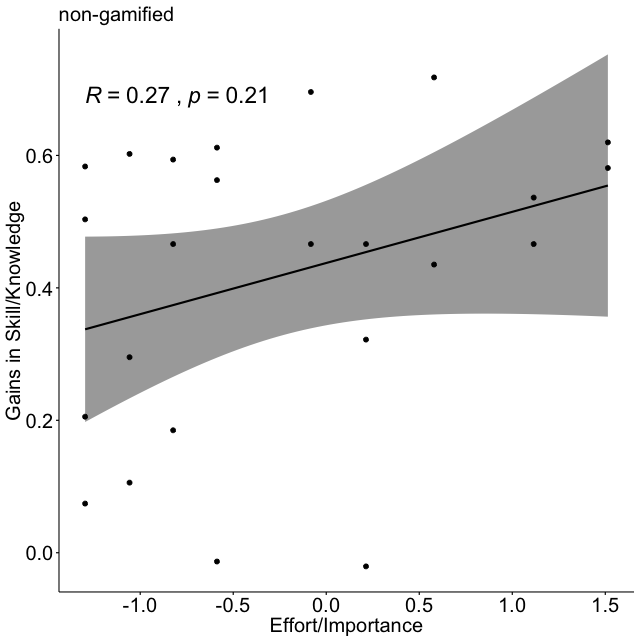 non-gamified
R = 0.27 , p = 0.21
Gains in Skill/Knowledge
0.6
0.4
0.2
0.0
-1.0 -0.5 0.0 0.5 1.0 1.5
Effort/Importance